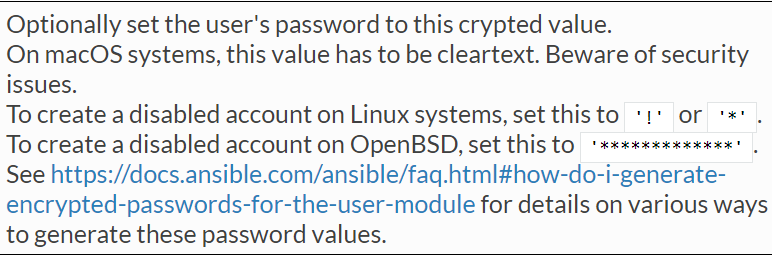 Optionally set the user's password to this crypted value.
On macOS systems, this value has to be cleartext. Beware of security
issues.
To create a disabled account on Linux systems, set this to '!' or '*'.
To create a disabled account on OpenBSD, set this to '*************'.
See https://docs.ansible.com/ansible/faq.html#how-do-i-generate-
encrypted-passwords-for-the-user-module for details on various ways
to generate these password values.